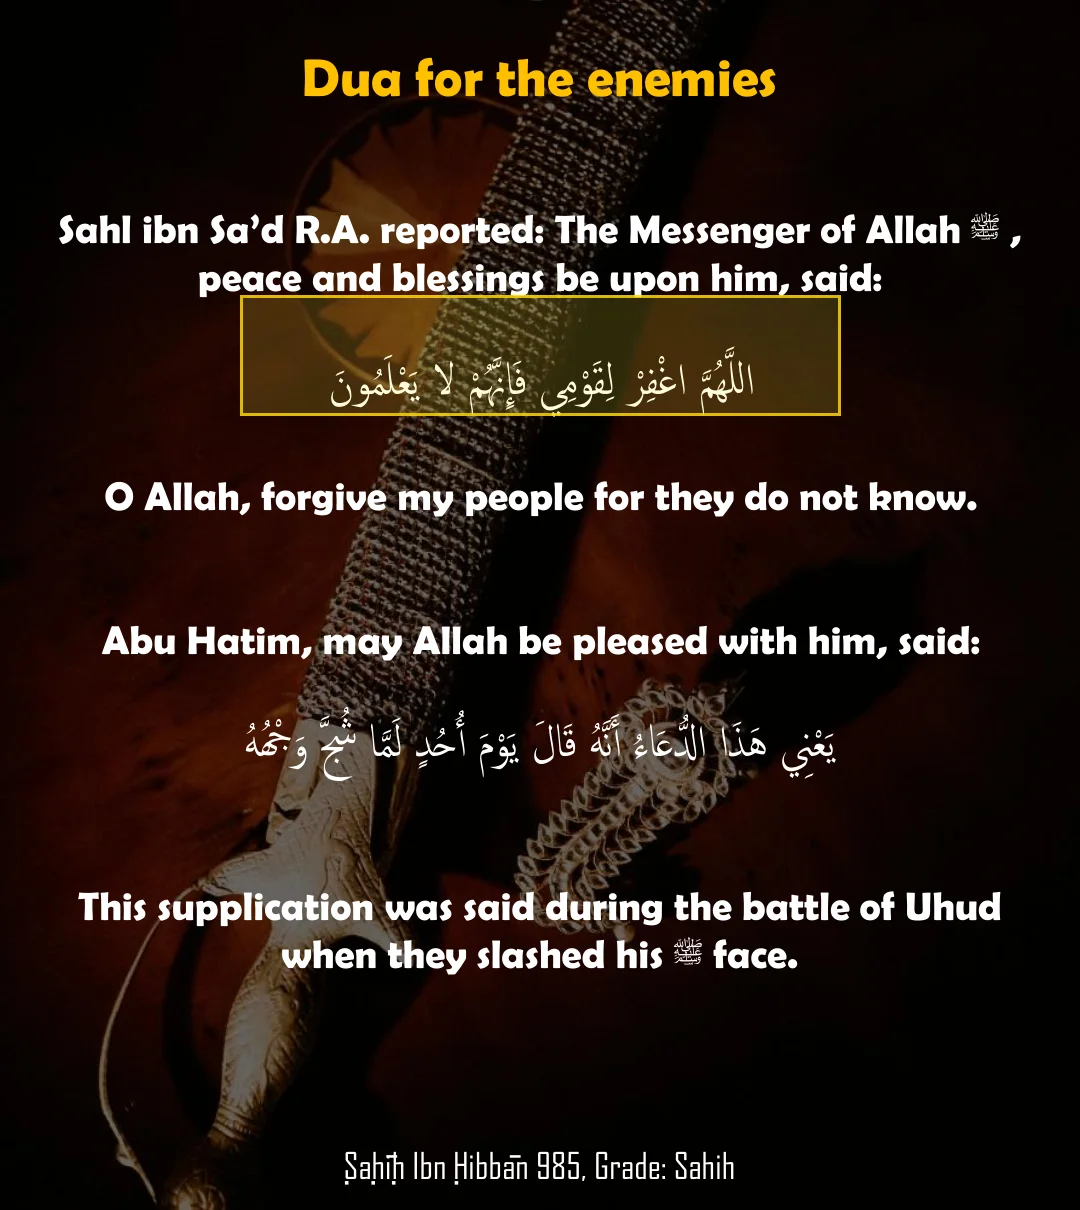 Dua for the enemies
Sahl ibn Sa’d R.A. reported: The Messenger of Allah ﷺ ,
peace and blessings be upon him, said:
اللَّهُمَّ اغْفِرْ لِقَوْمِي فَإِنَّهُمْ لا يَعْلَمُونَ
O Allah, forgive my people for they do not know.
Abu Hatim, may Allah be pleased with him, said:
يَعْنِي هَذَا الدُّعَاءُ أَنَّهُ قَالَ يَوْمَ أُحُدٍ لَمَّا شُجَّ وَجْهُهُ
This supplication was said during the battle of Uhud
when they slashed his ﷺ face.
Ṣaḥīḥ Ibn Ḥibbān 985, Grade: Sahih